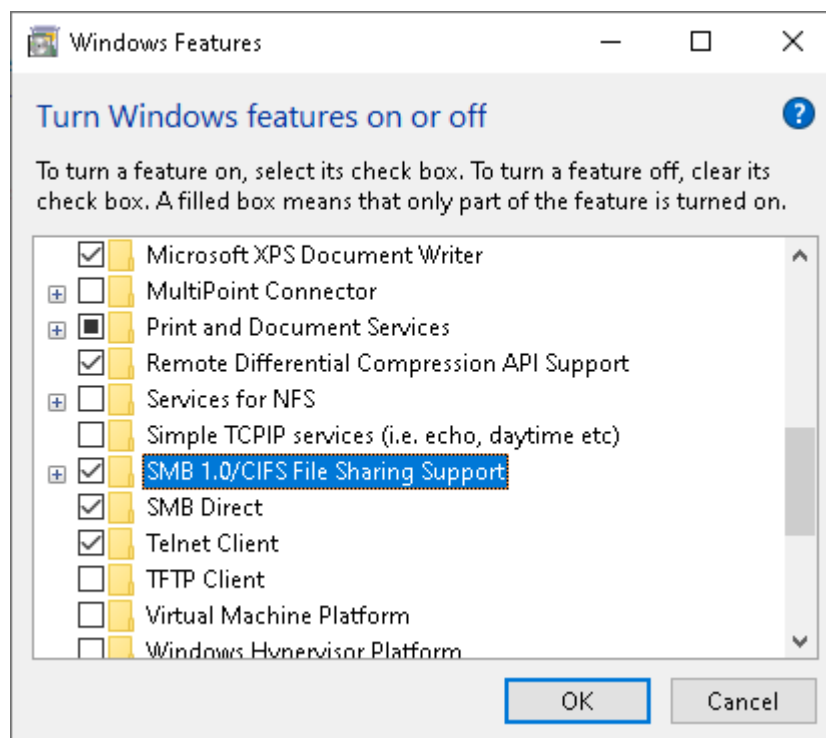 Windows Features
Turn Windows features on or off
?
To turn a feature on, select its check box. To turn a feature off, clear its
check box. A filled box means that only part of the feature is turned on.
Microsoft XPS Document Writer
MultiPoint Connector
Print and Document Services
Remote Differential Compression API Support
Services for NFS
Simple TCPIP services (i.e. echo, daytime etc)
SMB 1.0/CIFS File Sharing Support
SMB Direct
Telnet Client
TFTP Client
Virtual Machine Platform
Windows Hypervisor Platform
OK
Cancel